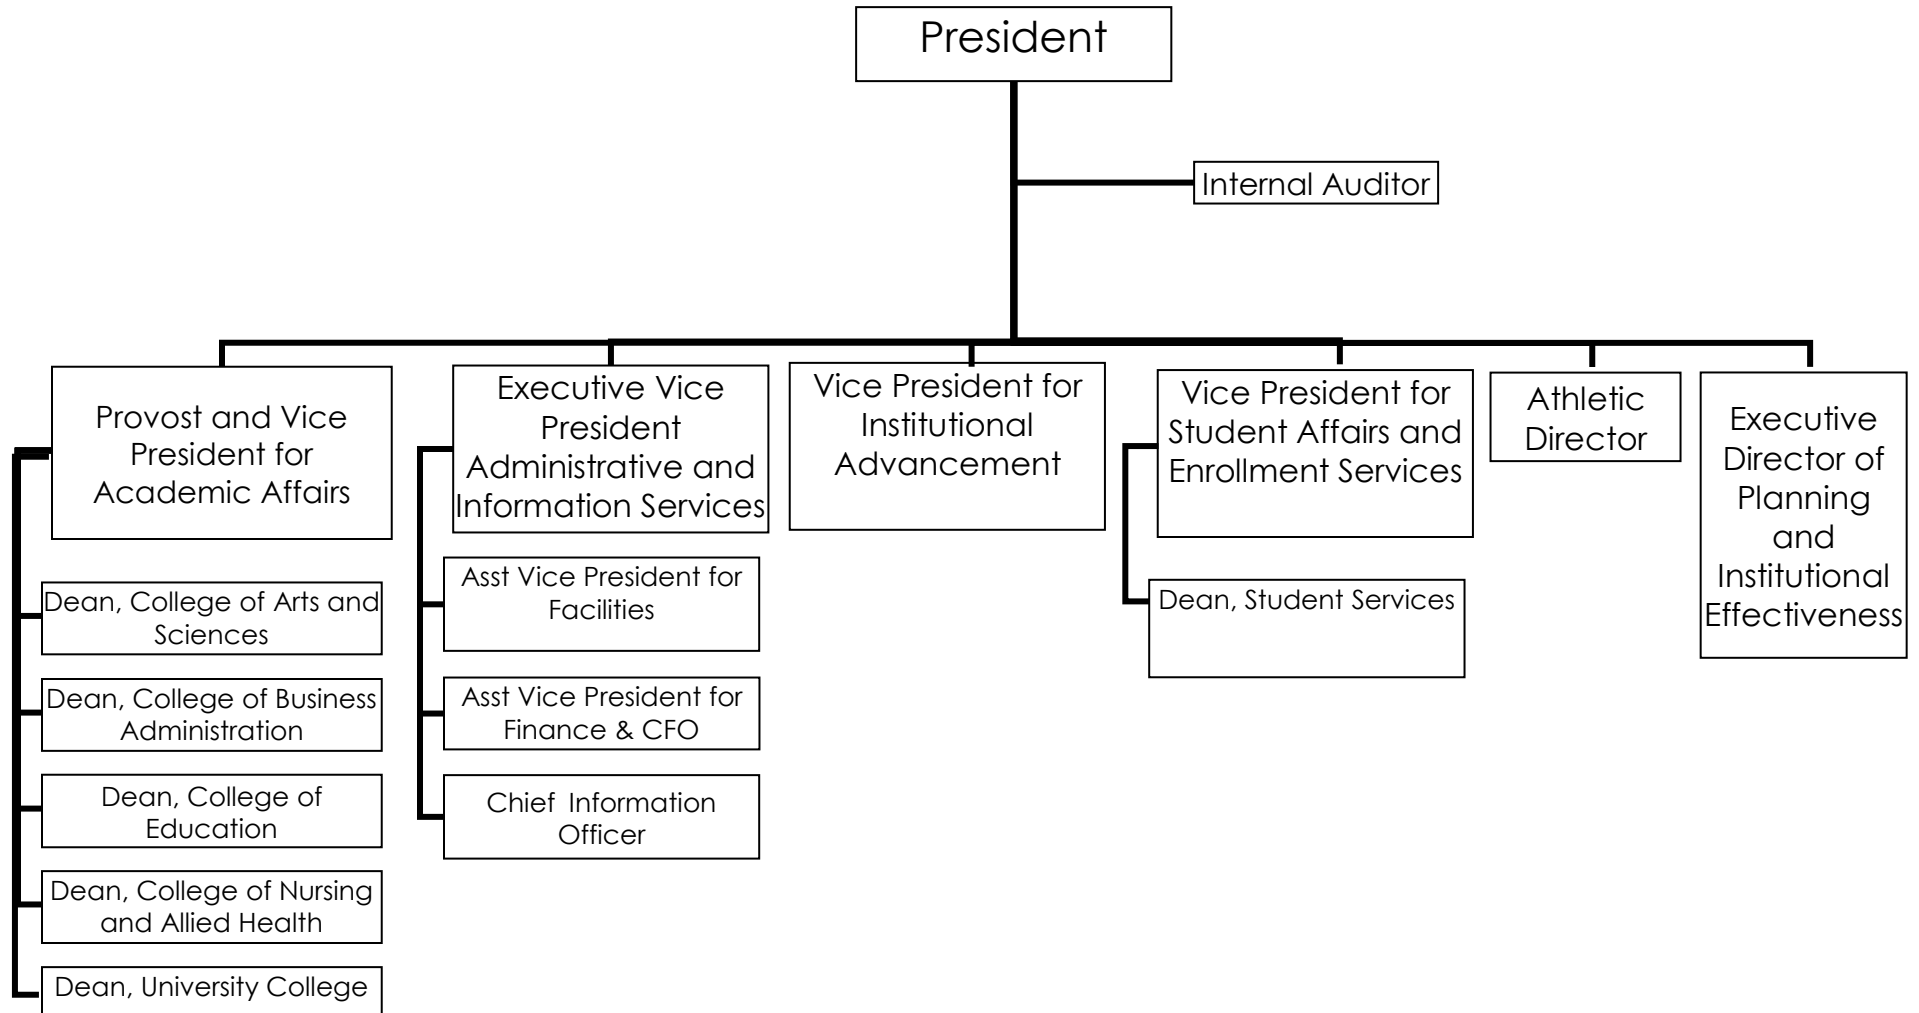 President
Internal Auditor
Provost and Vice
President for
Academic Affairs
Executive Vice
President
Administrative and
Information Services
Vice President for
Institutional
Advancement
Vice President for
Student Affairs and
Enrollment Services
Athletic
Director
Executive
Director of
Planning
and
Institutional
Effectiveness
Dean, College of Arts and
Sciences
Dean, College of Business
Administration
Dean, College of
Education
Dean, College of Nursing
and Allied Health
Dean, University College
Asst Vice President for
Facilities
Asst Vice President for
Finance & CFO
Chief Information
Officer
Dean, Student Services